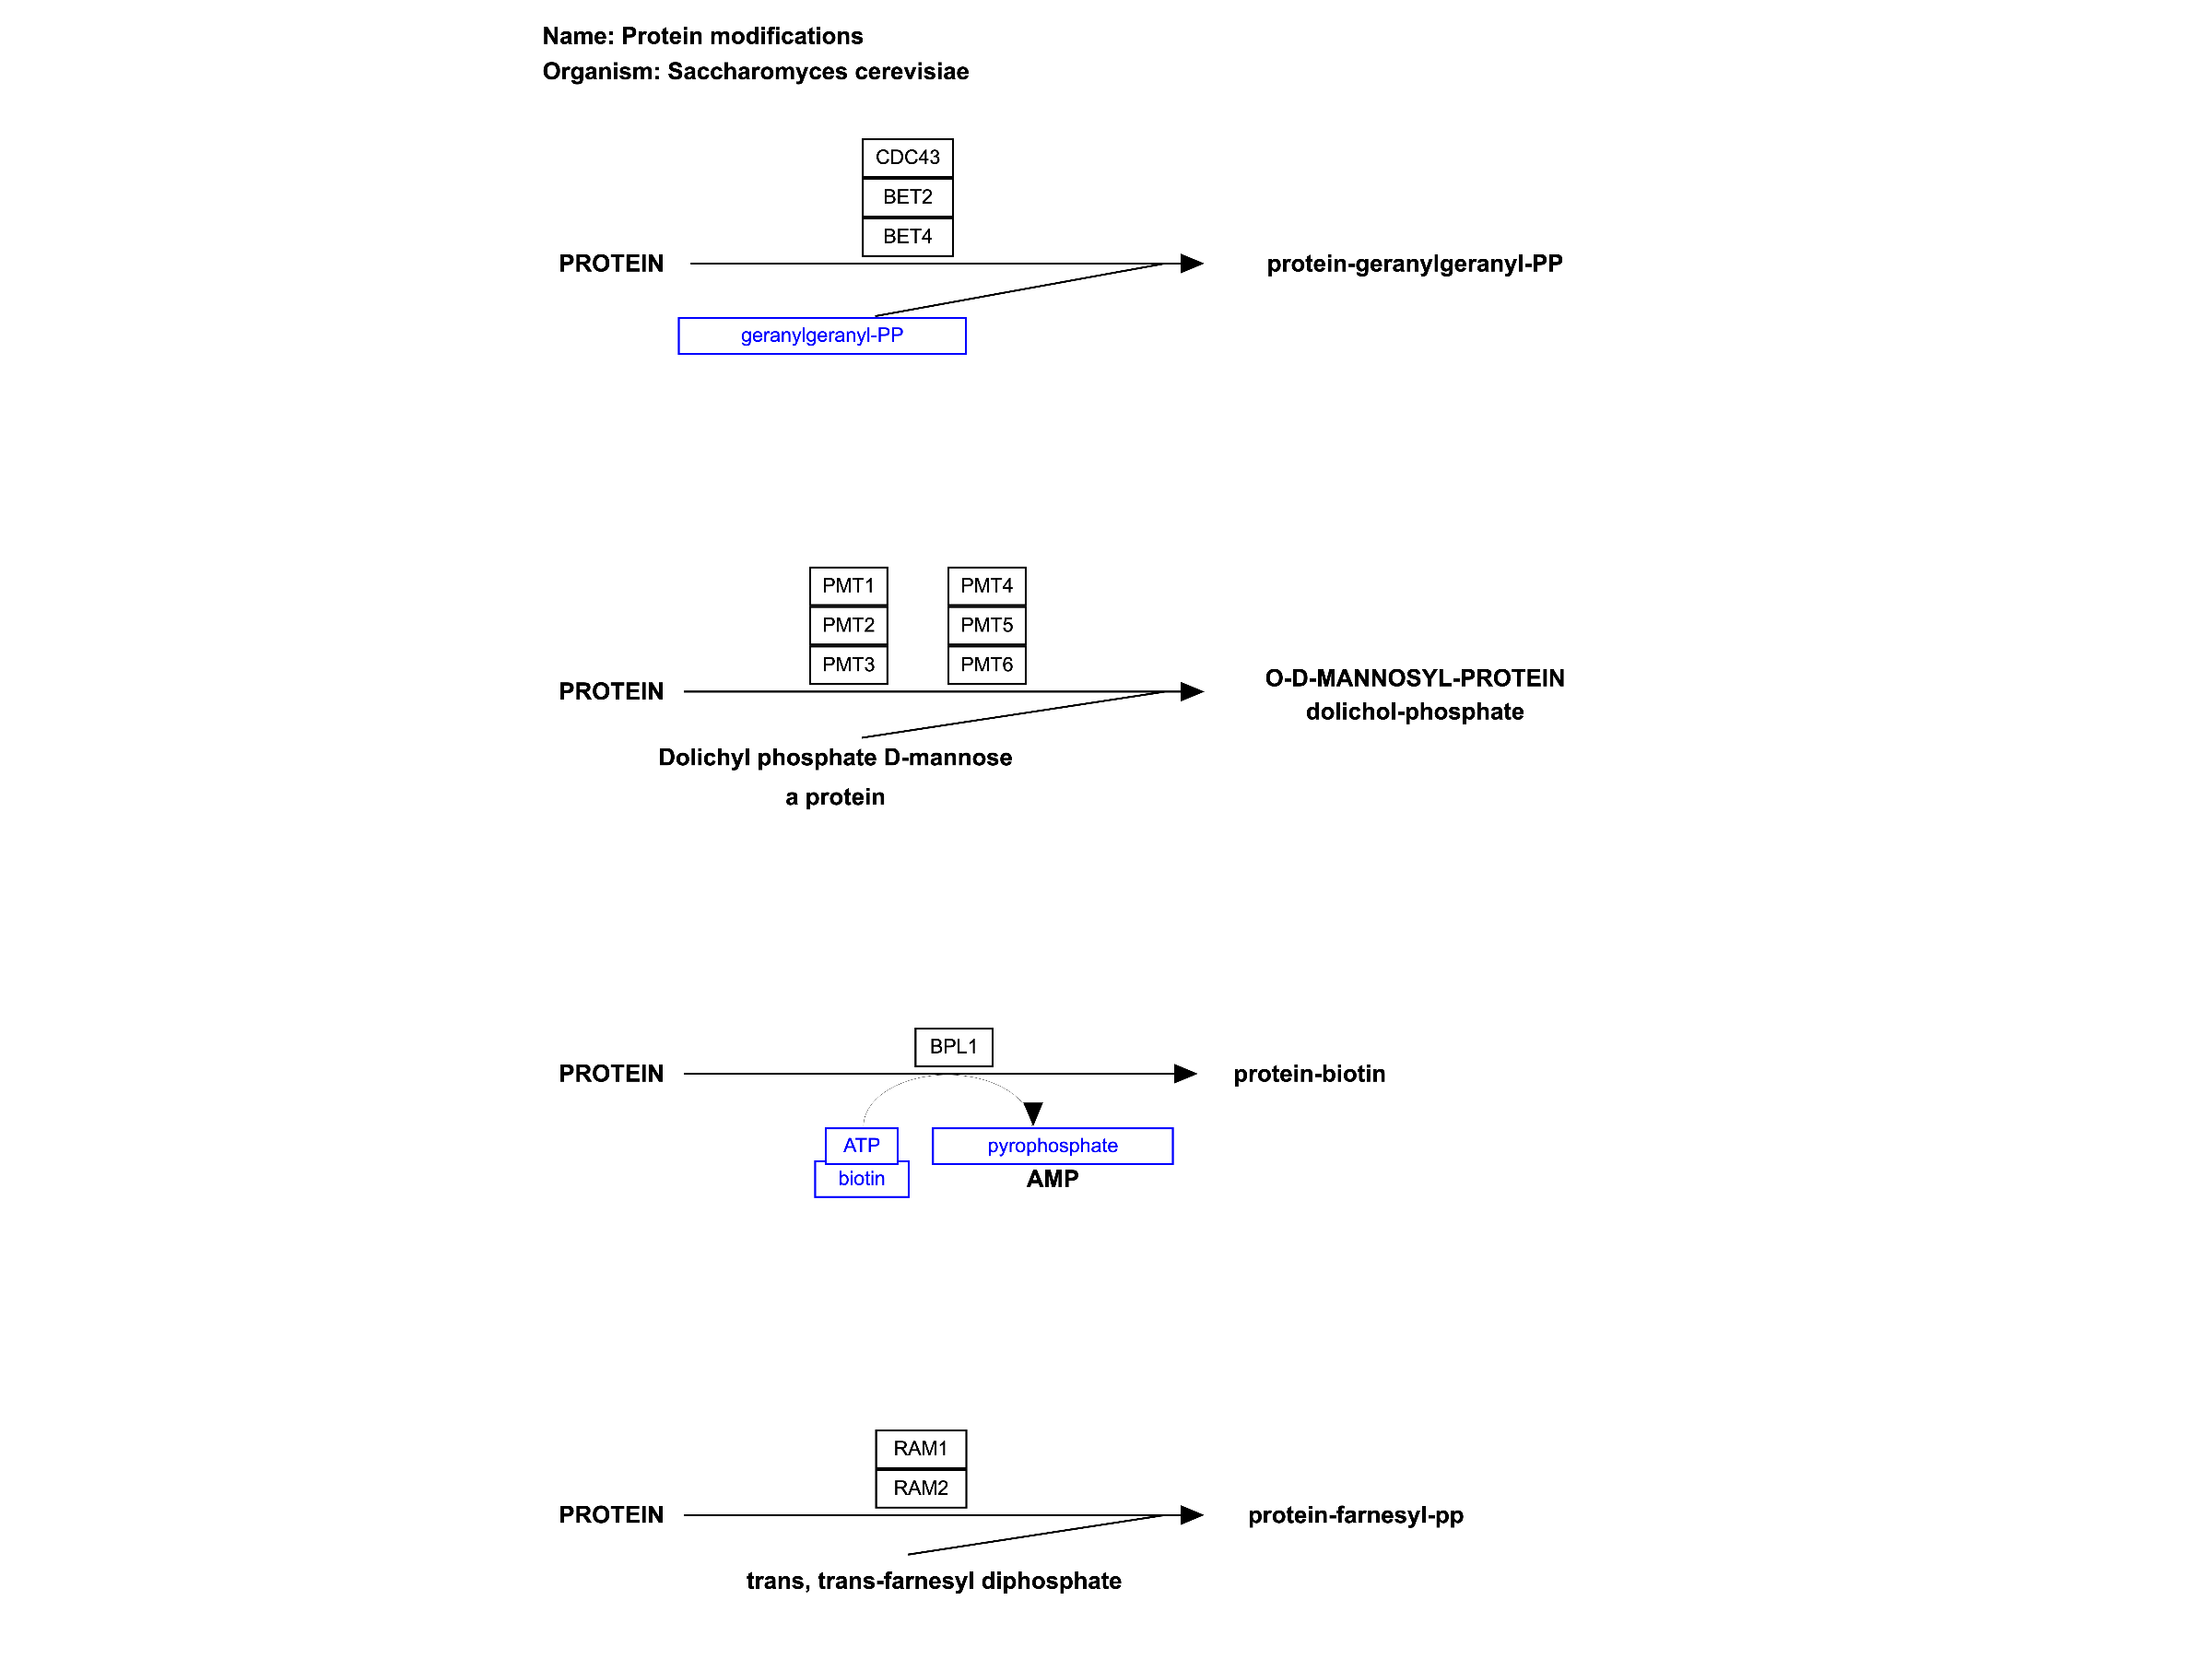 Name: Protein modifications
Organism: Saccharomyces cerevisiae
CDC43
BET2
BET4
PROTEIN
protein-geranylgeranyl-PP
geranylgeranyl-PP
PMT1
PMT4
PMT2
PMT5
PMT3
PMT6
PROTEIN
O-D-MANNOSYL-PROTEIN
dolichol-phosphate
Dolichyl phosphate D-mannose
a protein
BPL1
PROTEIN
protein-biotin
ATP
pyrophosphate
biotin
AMP
RAM1
RAM2
PROTEIN
protein-farnesyl-pp
trans, trans-farnesyl diphosphate